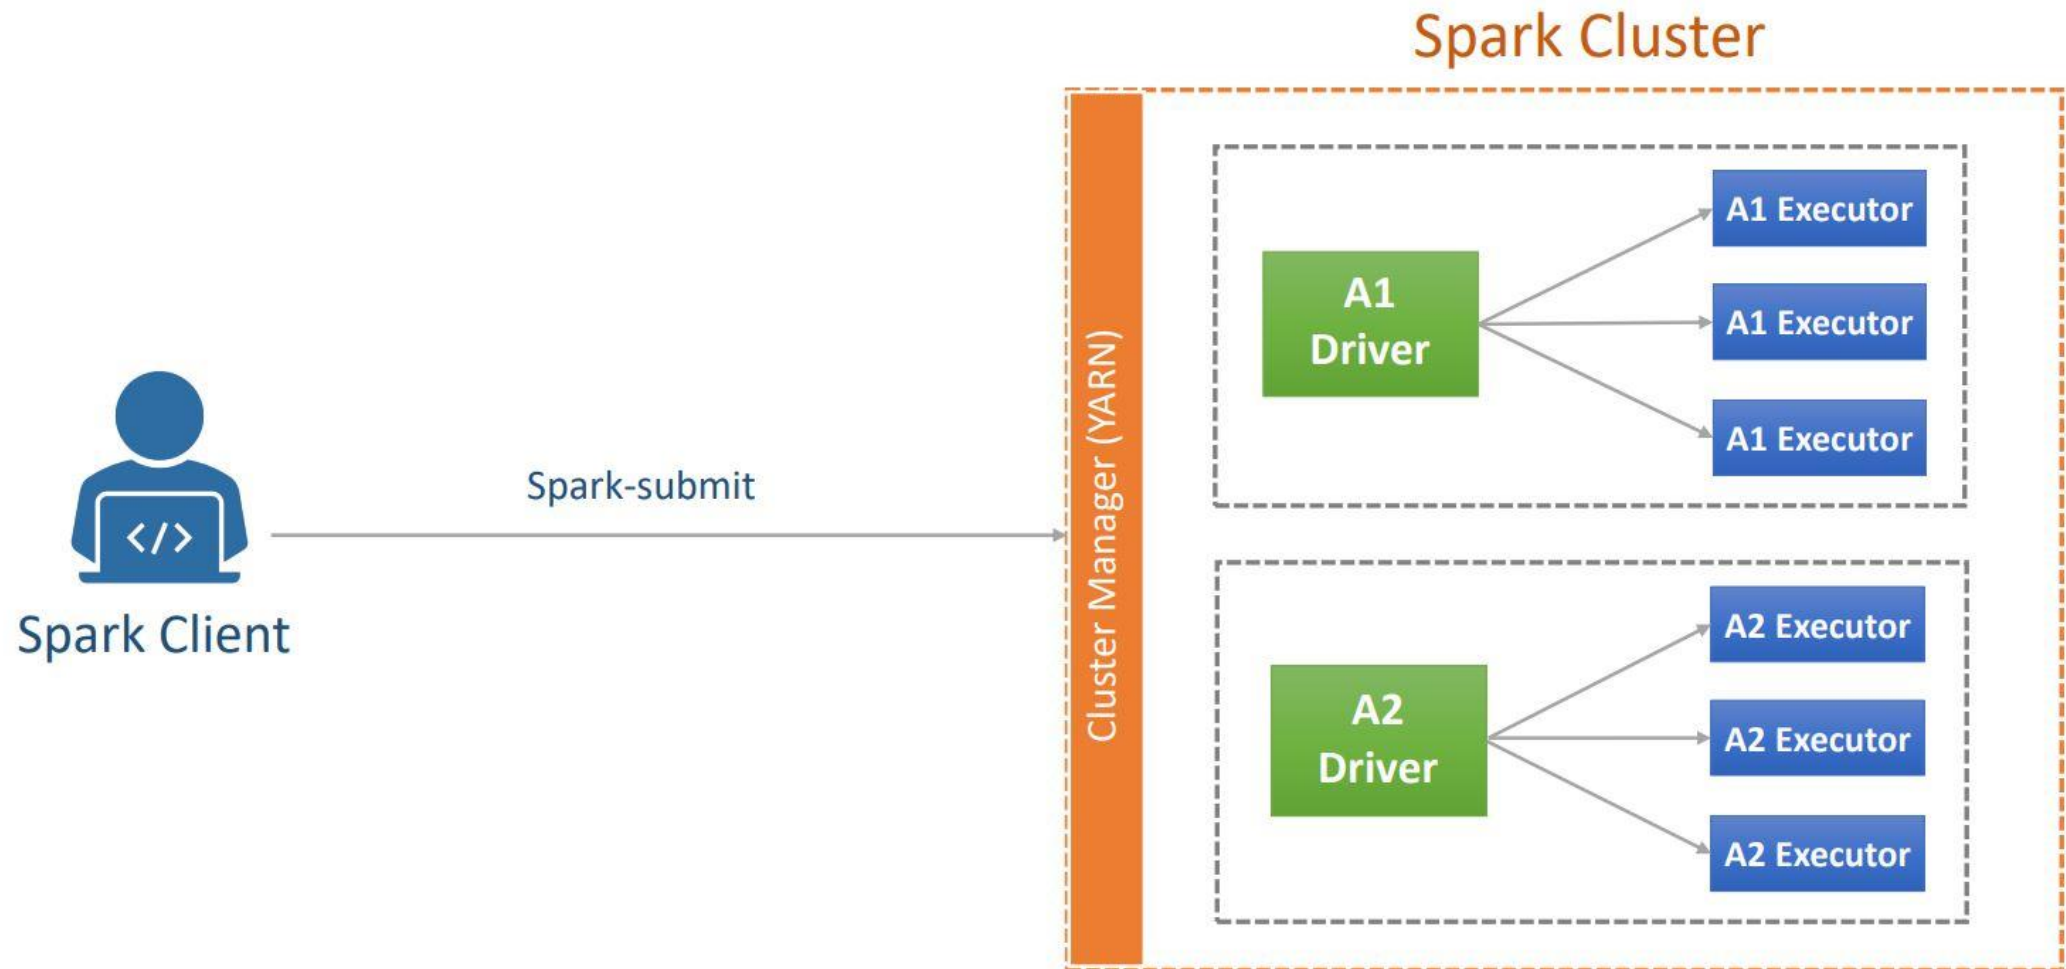 Spark Cluster
Spark Client
Spark-submit
Cluster Manager (YARN)
A1
Driver
A1 Executor
A1 Executor
A1 Executor
A2
Driver
A2 Executor
A2 Executor
A2 Executor
</>